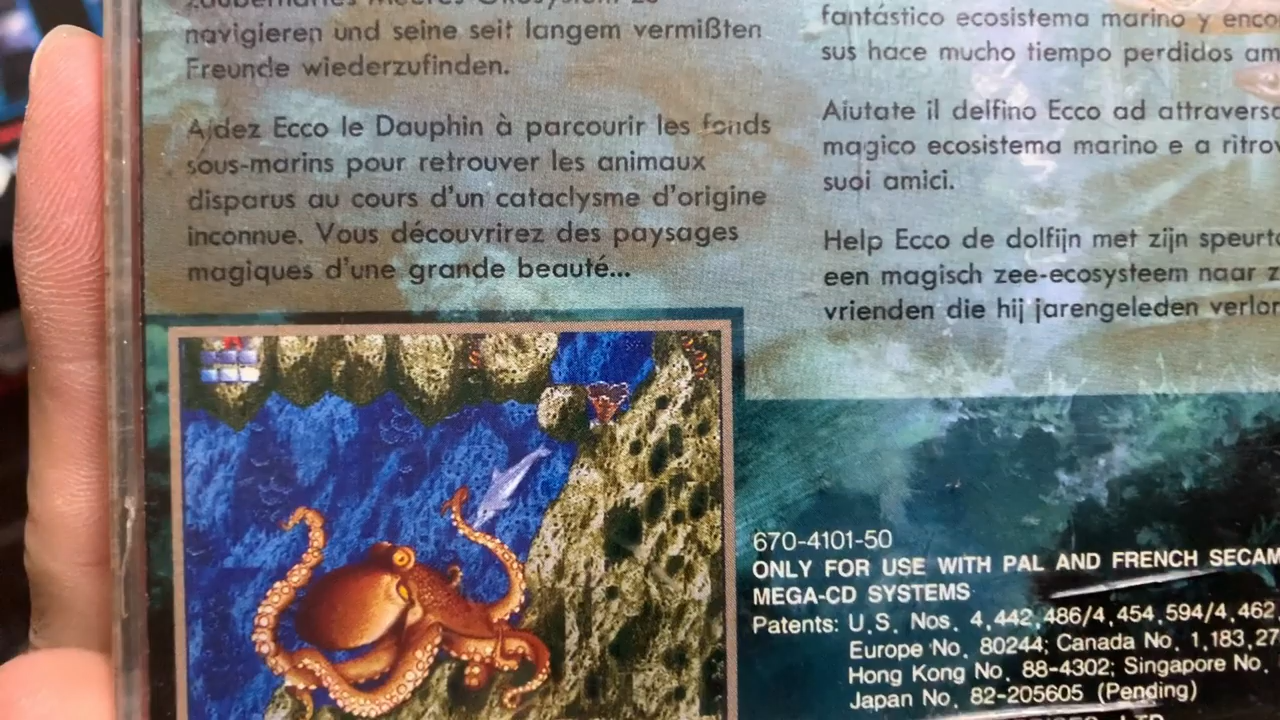 navigieren und seine seit langem vermißten
Freunde wiederzufinden.
Aidez Ecco le Dauphin à parcourir les fonds
sous-marins pour retrouver les animaux
disparus au cours d'un cataclysme d'origine
inconnue. Vous découvrirez des paysages
magiques d'une grande beauté...
fantástico ecosistema marino y enco
sus hace mucho tiempo perdidos am
Aiutate il delfino Ecco ad attraverso
magico ecosistema marino e a ritrov
suoi amici.
Help Ecco de dolfijn met zijn speurto
een magisch zee-ecosysteem naar z
vrienden die hij jarengeleden verlor
670-4101-50
ONLY FOR USE WITH PAL AND FRENCH SECAM
MEGA-CD SYSTEMS
Patents: U.S. Nos. 4,442,486/4,454,594/4,462
Europe No. 80244; Canada No. 1,183,27
Hong Kong No. 88-4302; Singapore No.
Japan No. 82-205605 (Pending)